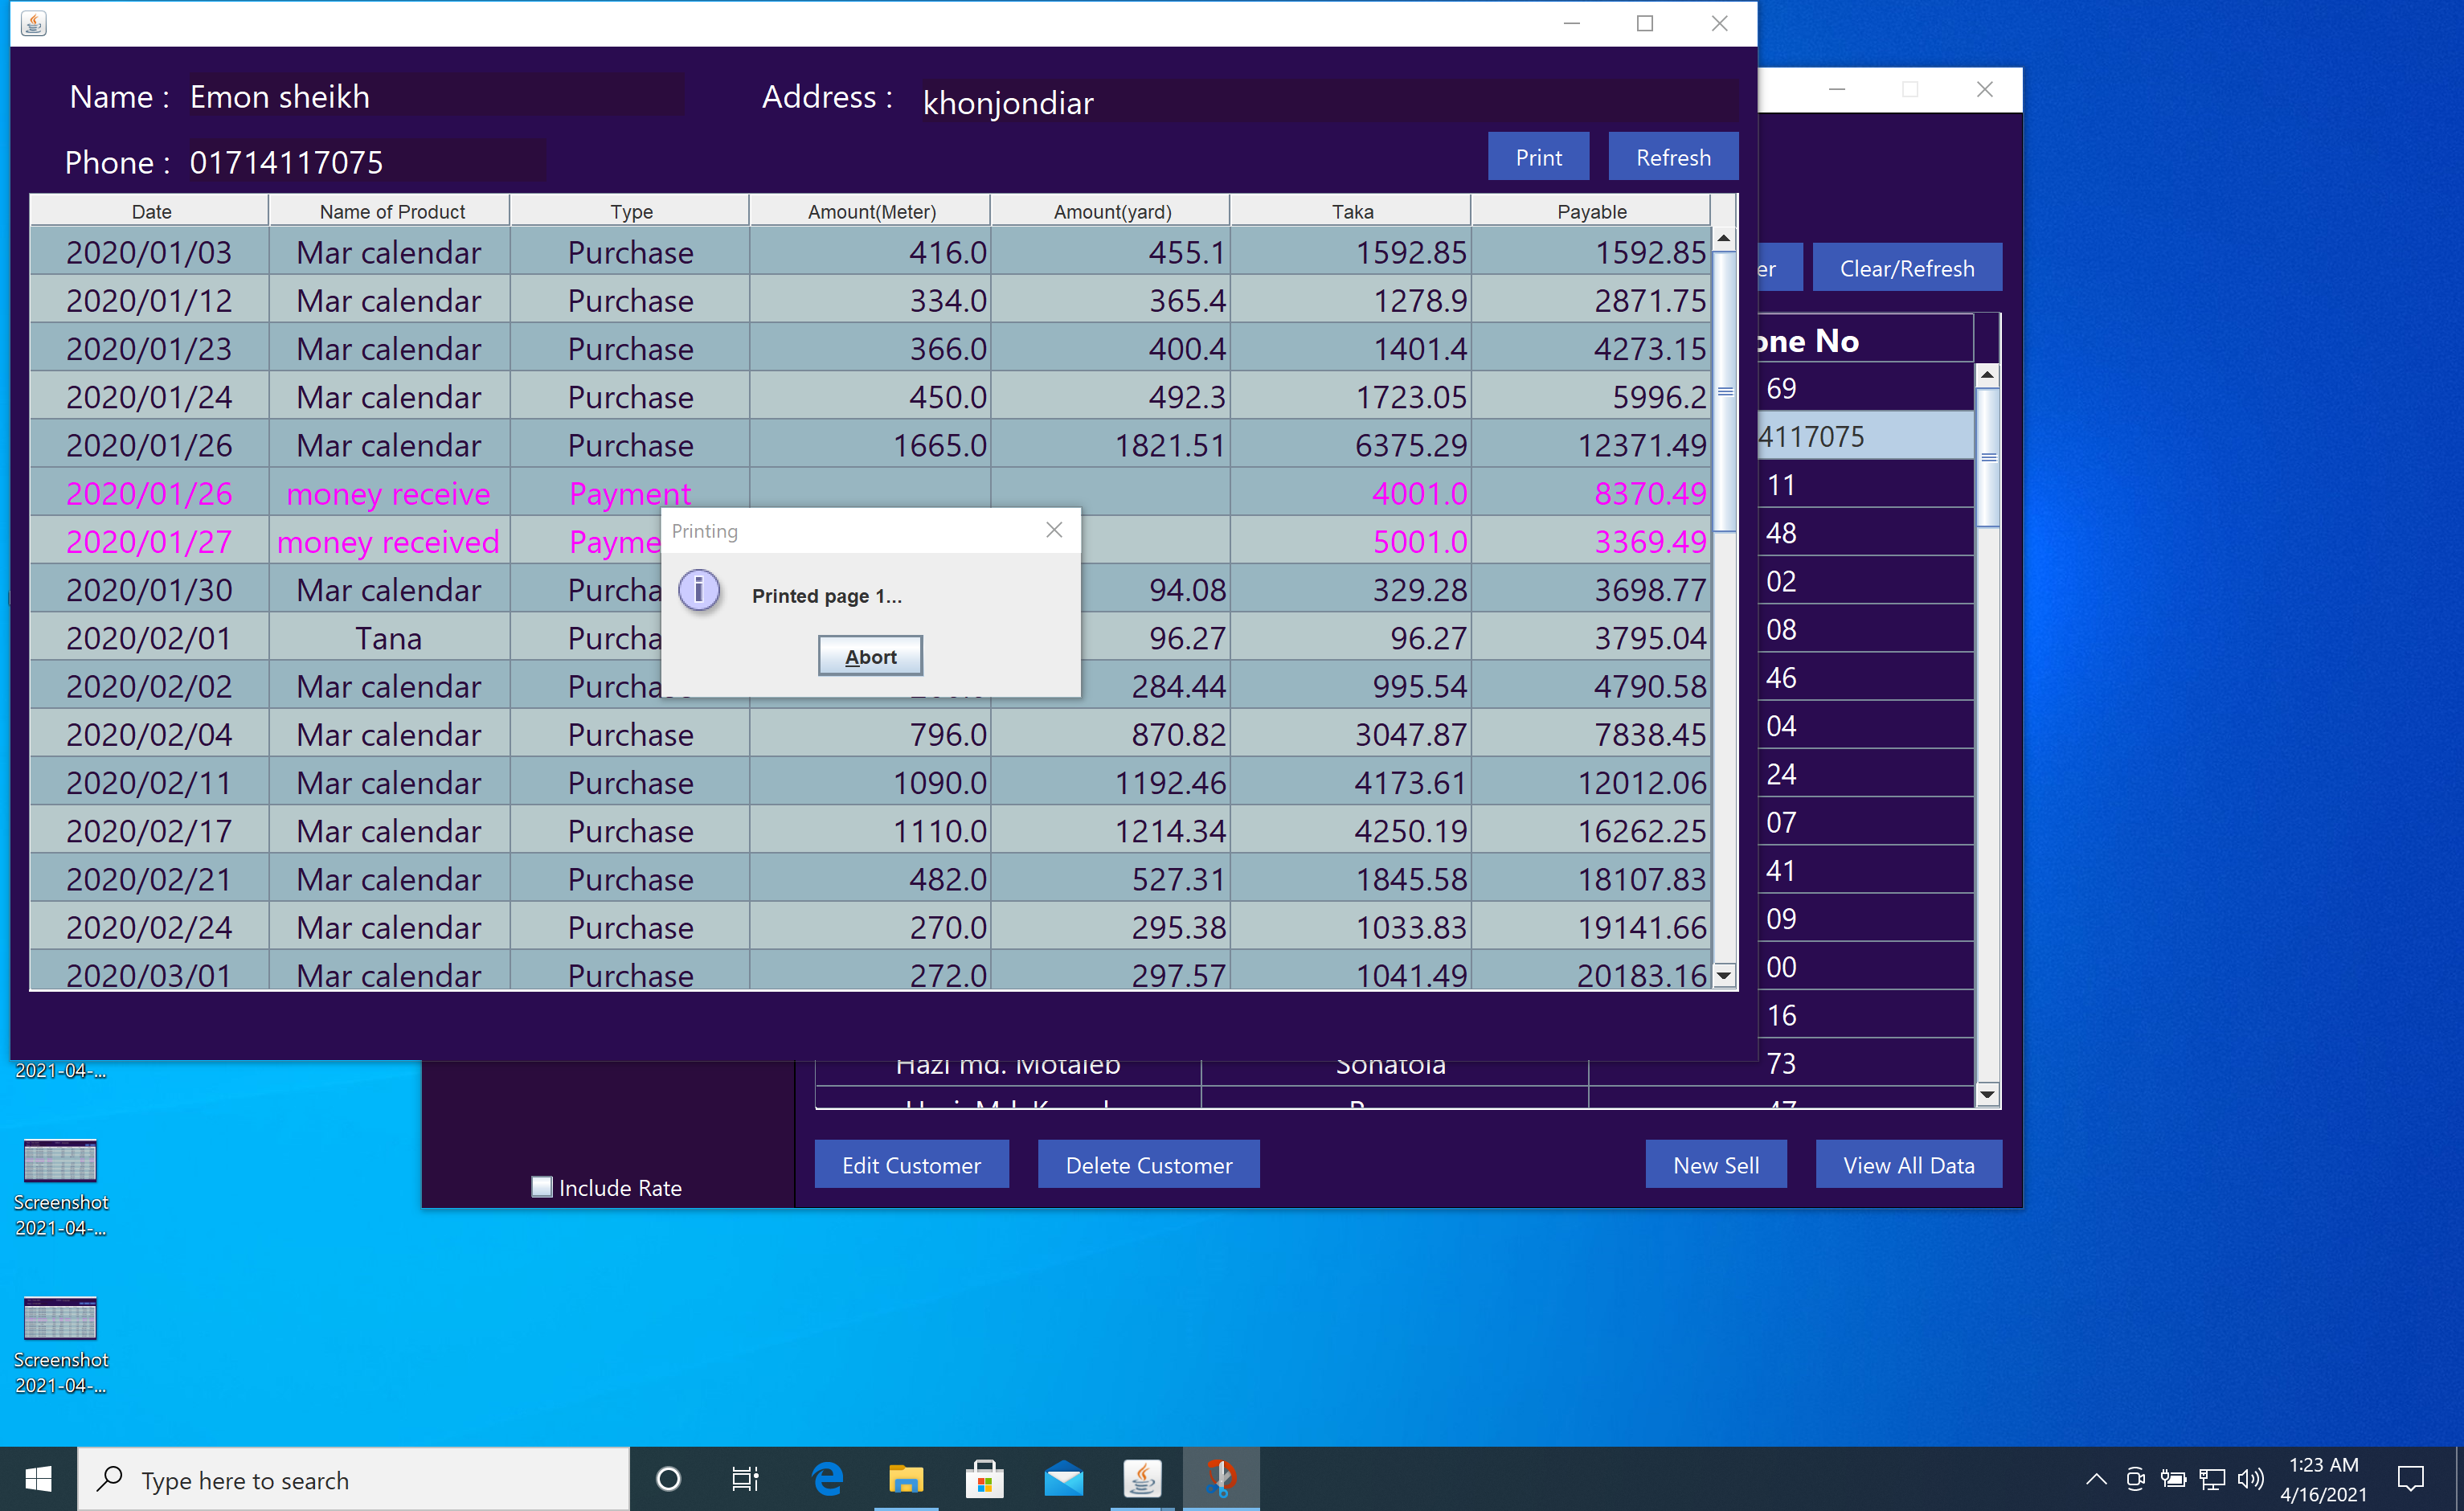 Name : Emon sheikh Address : khonjondiar
Phone : 01714117075 Print Refresh
Date Name of Product Type Amount(Meter) Amount(yard) Taka Payable
2020/01/03 Mar calendar Purchase 416.0 455.1 1592.85 1592.85
2020/01/12 Mar calendar Purchase 334.0 365.4 1278.9 2871.75
2020/01/23 Mar calendar Purchase 366.0 400.4 1401.4 4273.15
2020/01/24 Mar calendar Purchase 450.0 492.3 1723.05 5996.2
2020/01/26 Mar calendar Purchase 1665.0 1821.51 6375.29 12371.49
2020/01/26 money receive Payment 4001.0 8370.49
2020/01/27 money received Payme 5001.0 3369.49
2020/01/30 Mar calendar Purcha 94.08 329.28 3698.77
2020/02/01 Tana Purcha 96.27 96.27 3795.04
2020/02/02 Mar calendar Purchas 284.44 995.54 4790.58
2020/02/04 Mar calendar Purchase 796.0 870.82 3047.87 7838.45
2020/02/11 Mar calendar Purchase 1090.0 1192.46 4173.61 12012.06
2020/02/17 Mar calendar Purchase 1110.0 1214.34 4250.19 16262.25
2020/02/21 Mar calendar Purchase 482.0 527.31 1845.58 18107.83
2020/02/24 Mar calendar Purchase 270.0 295.38 1033.83 19141.66
2020/03/01 Mar calendar Purchase 272.0 297.57 1041.49 20183.16
Printing
Printed page 1...
Abort
er Clear/Refresh
one No
69
4117075
11
48
02
08
46
04
24
07
41
09
00
16
Hazi md. Motaleb Sonatola 73
47
Edit Customer Delete Customer New Sell View All Data
Include Rate
2021-04-...
Screenshot
2021-04-...
Screenshot
2021-04-...
Type here to search
1:23 AM
4/16/2021